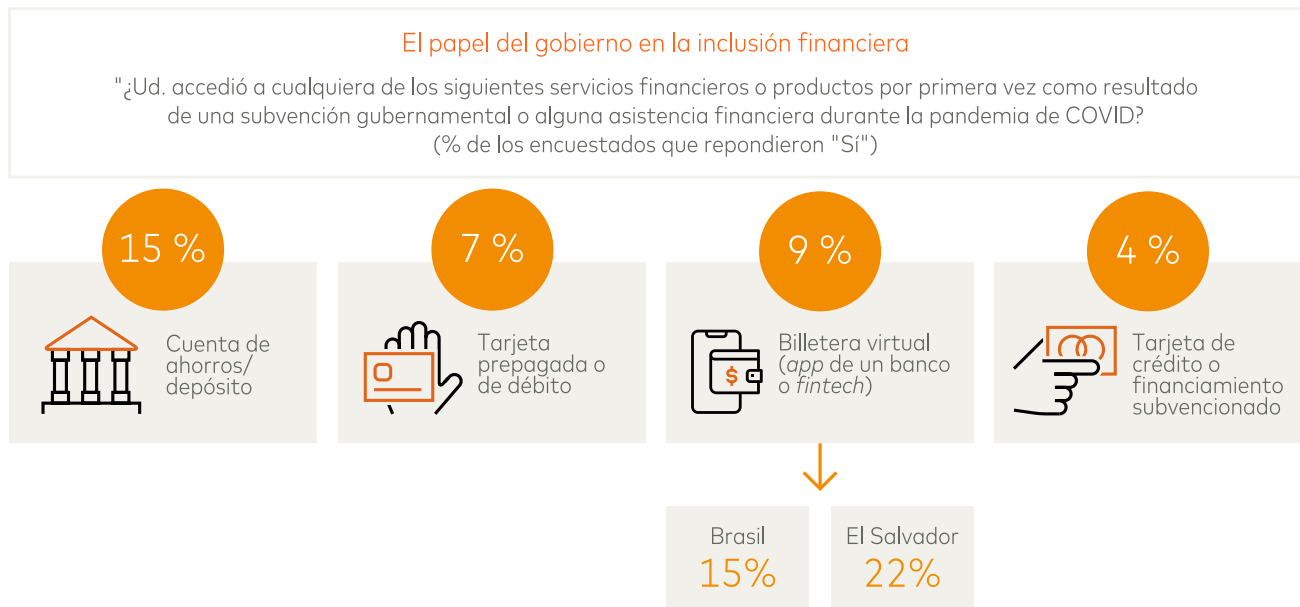 El papel del gobierno en la inclusión financiera
"¿Ud. accedió a cualquiera de los siguientes servicios financieros o productos por primera vez como resultado
de una subvención gubernamental o alguna asistencia financiera durante la pandemia de COVID?
(% de los encuestados que repondieron "Sí")
15 %
Cuenta de
ahorros/
depósito
7 %
Tarjeta
prepagada o
de débito
9 %
Billetera virtual
(app de un banco
o fintech)
$
4 %
Tarjeta de
crédito o
financiamiento
subvencionado
Brasil
15%
El Salvador
22%